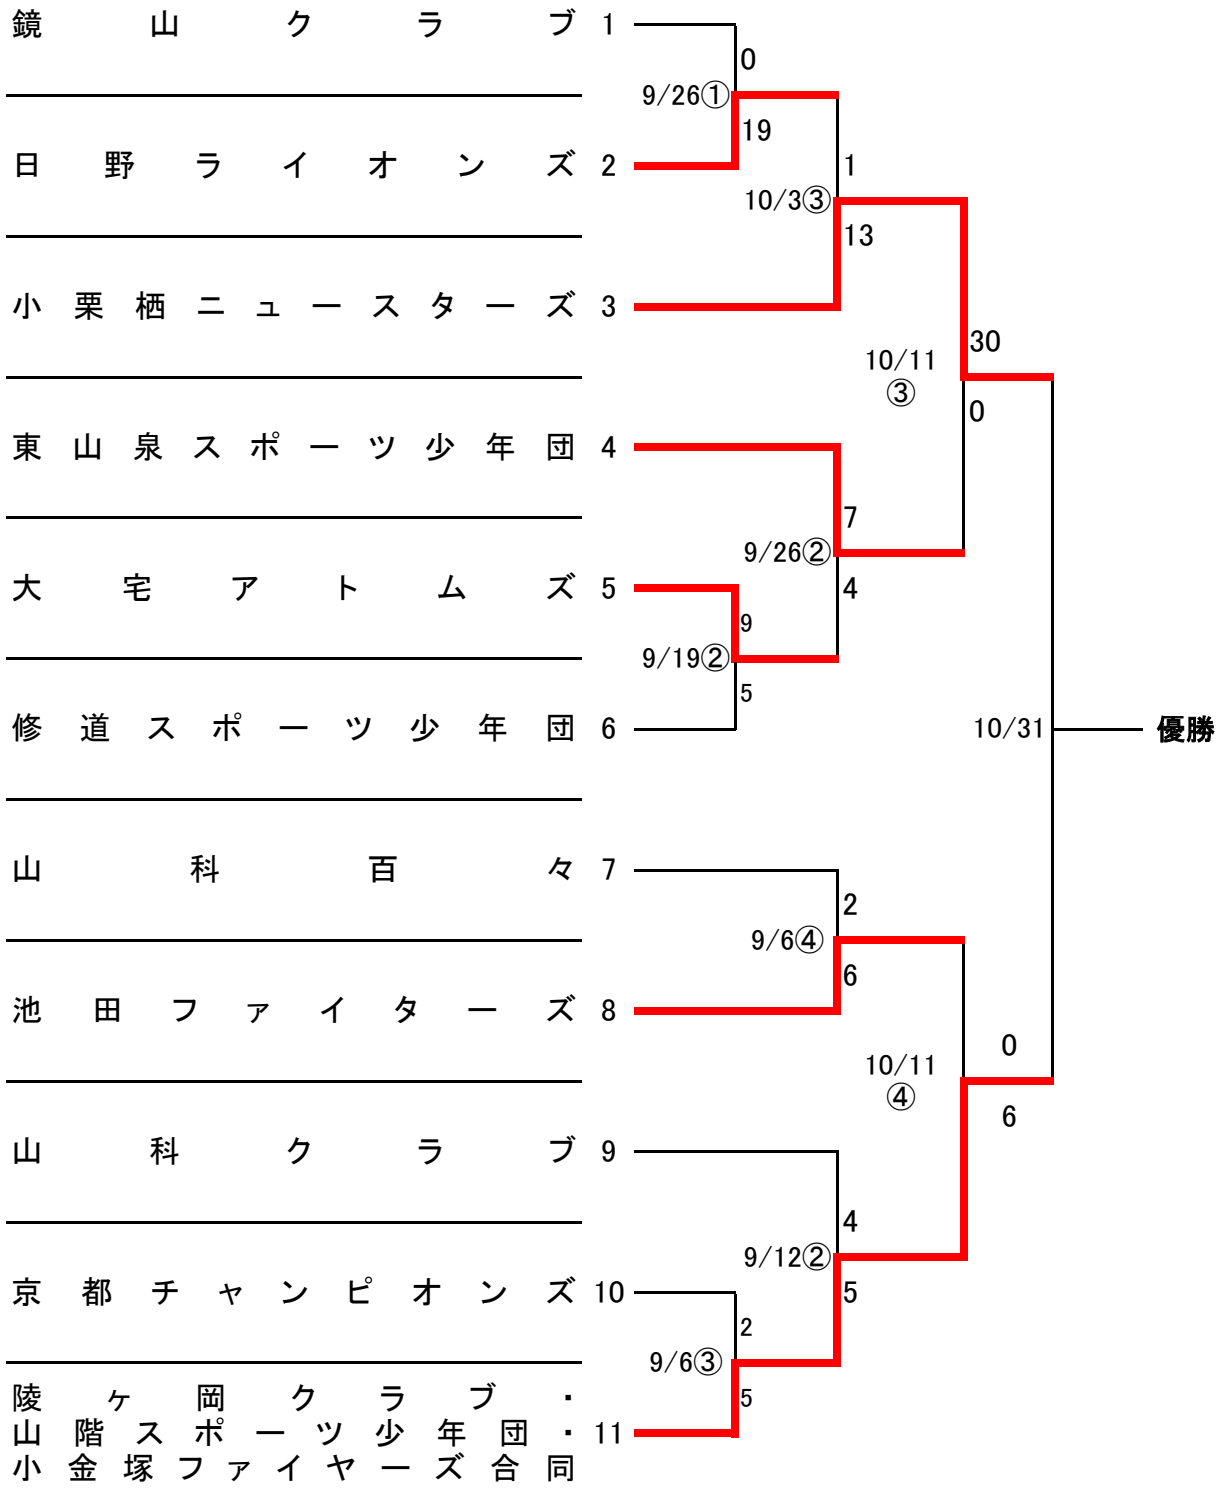 鏡山クラブ 1
0
9/26①
19
日野ライオンズ 2
1
10/3③
13
小栗栖ニュースターズ 3
30
10/11
③
0
東山泉スポーツ少年団 4
7
9/26②
4
大宅アトムズ 5
9
9/19②
5
修道スポーツ少年団 6
10/31
優勝
山科百々 7
2
9/6④
6
池田ファイターズ 8
0
10/11
④
6
山科クラブ 9
4
9/12②
5
京都チャンピオンズ 10
2
9/6③
5
陵ヶ岡クラブ・
山階スポーツ少年団・ 11
小金塚ファイヤーズ合同